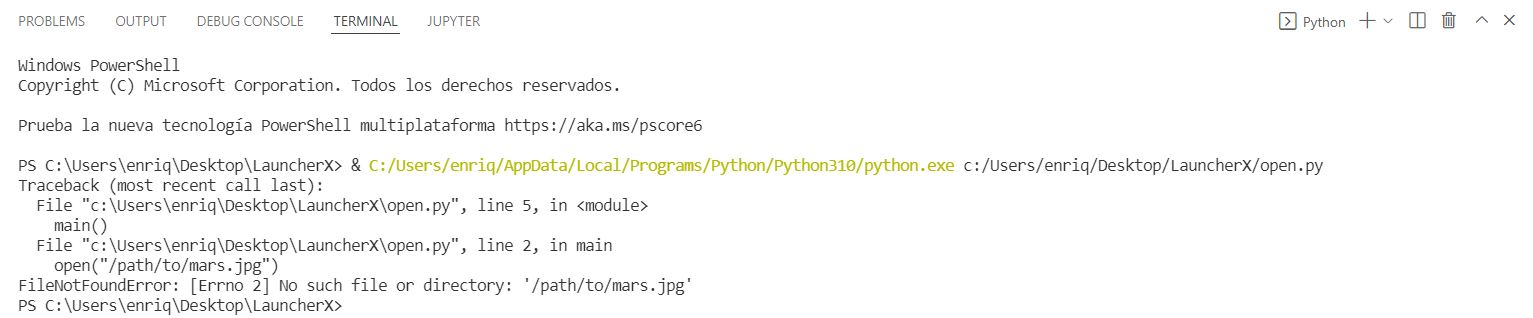 PROBLEMS OUTPUT DEBUG CONSOLE TERMINAL JUPYTER Python
Windows PowerShell
Copyright (C) Microsoft Corporation. Todos los derechos reservados.
Prueba la nueva tecnología PowerShell multiplataforma https://aka.ms/pscore6
PS C:\Users\enriq\Desktop\LauncherX> & C:/Users/enriq/AppData/Local/Programs/Python/Python310/python.exe c:/Users/enriq/Desktop/LauncherX/open.py
Traceback (most recent call last):
  File "c:\Users\enriq\Desktop\LauncherX\open.py", line 5, in <module>
    main()
  File "c:\Users\enriq\Desktop\LauncherX\open.py", line 2, in main
    open("/path/to/mars.jpg")
FileNotFoundError: [Errno 2] No such file or directory: '/path/to/mars.jpg'
PS C:\Users\enriq\Desktop\LauncherX>